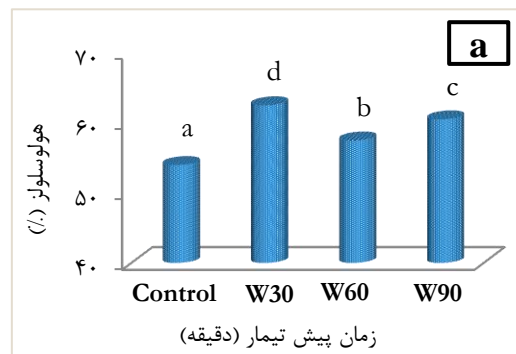 a
۷۰
۶۰
۵۰
۴۰
هولوسلولز (٪)
a
d
b
c
Control W30 W60 W90
زمان پیش تیمار (دقیقه)